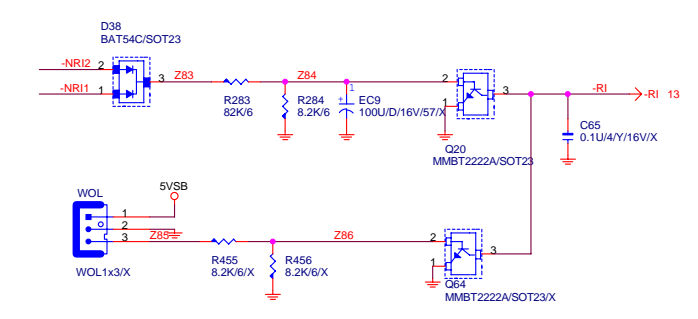 D38
BAT54C/SOT23
-NRI2 2
-NRI1 1
3 Z83
Z84
R283
82K/6
R284
8.2K/6
1
EC9
100U/D/16V/57/X
2
1
3
Q20
MMBT2222A/SOT23
-RI
-RI 13
C65
0.1U/4/Y/16V/X
WOL
5VSB
1
2
3 Z85
WOL1x3/X
R455
8.2K/6/X
R456
8.2K/6/X
Z86
2
1
3
Q64
MMBT2222A/SOT23/X